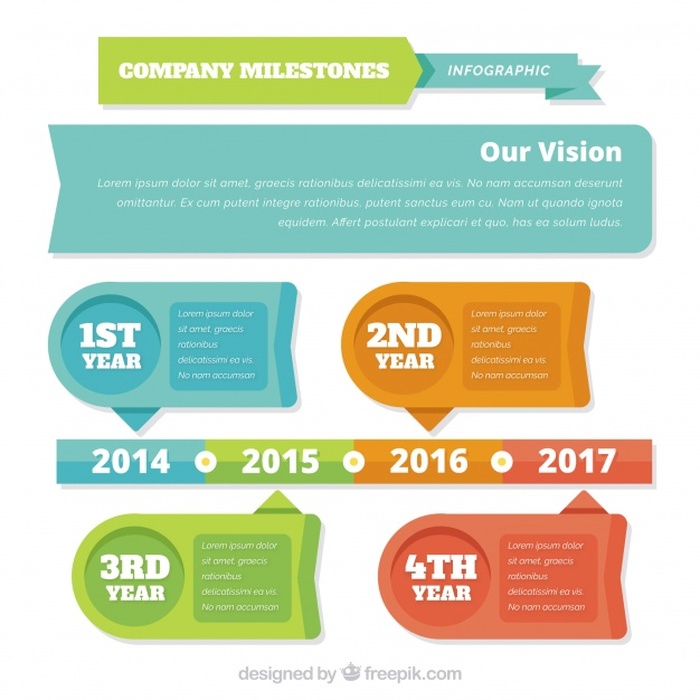 COMPANY MILESTONES
INFOGRAPHIC
Our Vision
Lorem ipsum dolor sit amet, graecis rationibus delicatissimi ea vis. No nam accumsan deserunt
omittantur. Ex cum putent integre rationibus, putent sanctus eum cu. Nam ut quando ignota
equidem. Affert postulant explicari et quo, has ea solum ludus.
1ST
YEAR
Lorem ipsum dolor
sit amet, graecis
rationibus
delicatissimi ea vis.
No nam accumsan
2ND
YEAR
Lorem ipsum dolor
sit amet, graecis
rationibus
delicatissimi ea vis.
No nam accumsan
2014
2015
2016
2017
3RD
YEAR
Lorem ipsum dolor
sit amet, graecis
rationibus
delicatissimi ea vis.
No nam accumsan
4TH
YEAR
Lorem ipsum dolor
sit amet, graecis
rationibus
delicatissimi ea vis.
No nam accumsan
designed by freepik.com